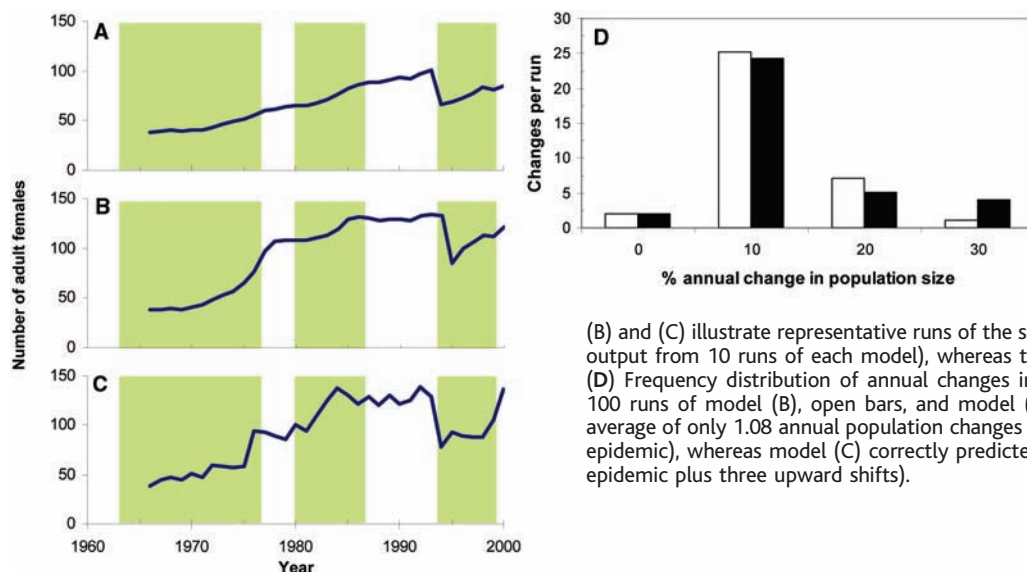 A
150
100
50
0
B
150
100
50
0
C
150
100
50
0
Number of adult females
1960 1970 1980 1990 2000
Year
D
30
25
20
15
10
5
0
Changes per run
0 10 20 30
% annual change in population size
(B) and (C) illustrate representative runs of the s
output from 10 runs of each model), whereas t
(D) Frequency distribution of annual changes in
100 runs of model (B), open bars, and model (
average of only 1.08 annual population changes
epidemic), whereas model (C) correctly predicte
epidemic plus three upward shifts).